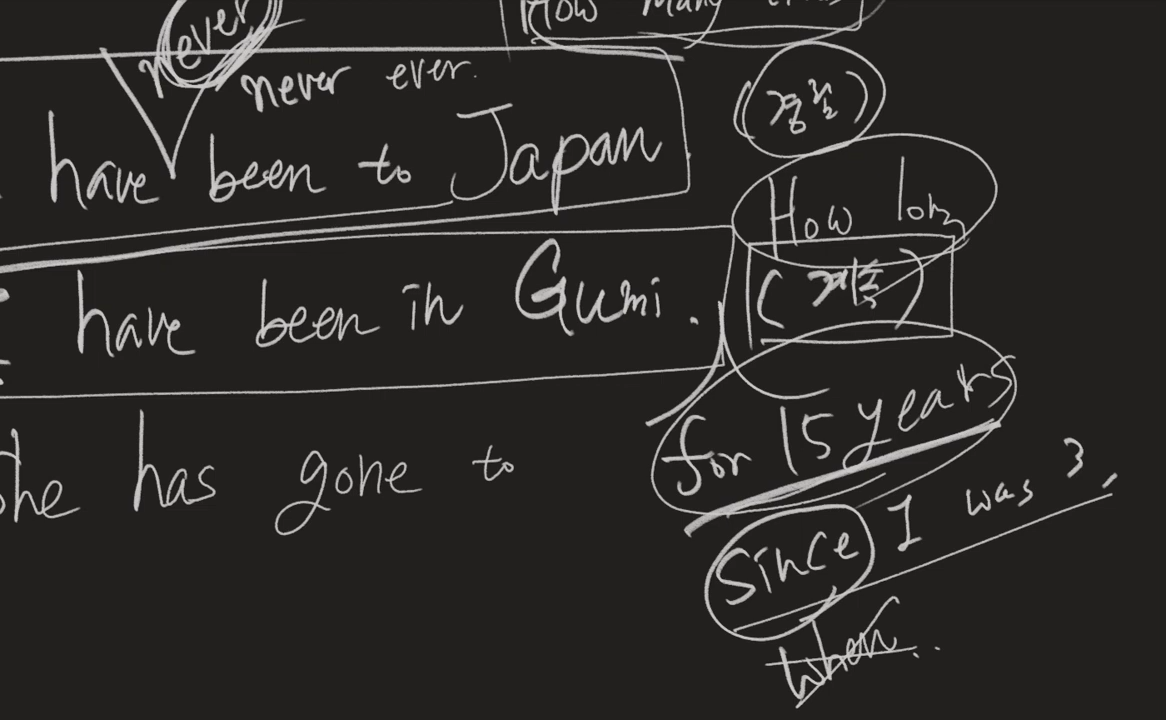 How many
never
never ever.
have been to Japan
(경험)
How long
(계속)
have been in Gumi.
for 15 years
she has gone to
since I was 3,
when..